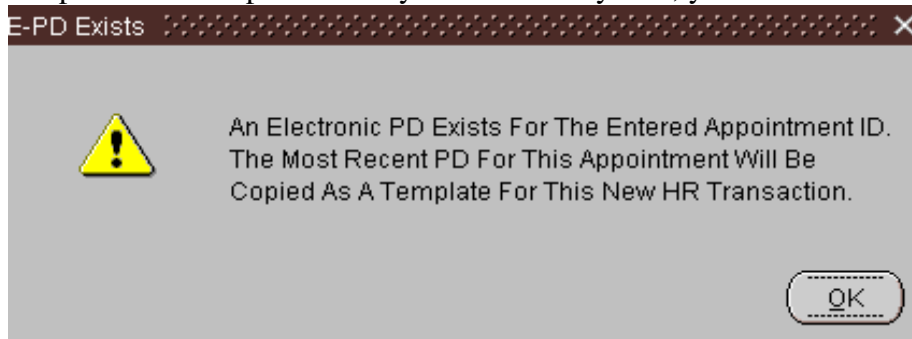 E-PD Exists
An Electronic PD Exists For The Entered Appointment ID.
The Most Recent PD For This Appointment Will Be
Copied As A Template For This New HR Transaction.
OK